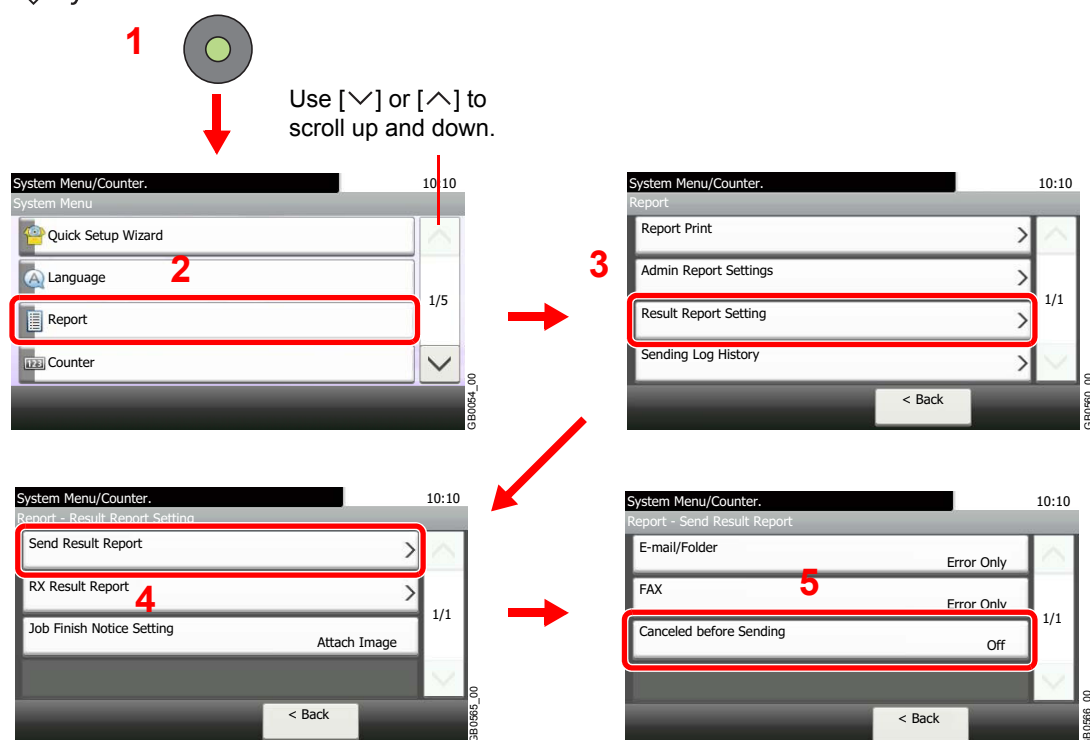 1
Use [∨] or [∧] to
scroll up and down.
System Menu/Counter.
10:10
System Menu
Quick Setup Wizard
2
Language
Report
1/5
Counter
GB0054_00
System Menu/Counter.
10:10
Report
Report Print
3
Admin Report Settings
Result Report Setting
1/1
Sending Log History
< Back
GB0560_00
System Menu/Counter.
10:10
Report - Result Report Setting
Send Result Report
RX Result Report
4
1/1
Job Finish Notice Setting
Attach Image
< Back
GB0565_00
System Menu/Counter.
10:10
Report - Send Result Report
E-mail/Folder
Error Only
5
FAX
Error Only
1/1
Canceled before Sending
Off
< Back
GB0566_00